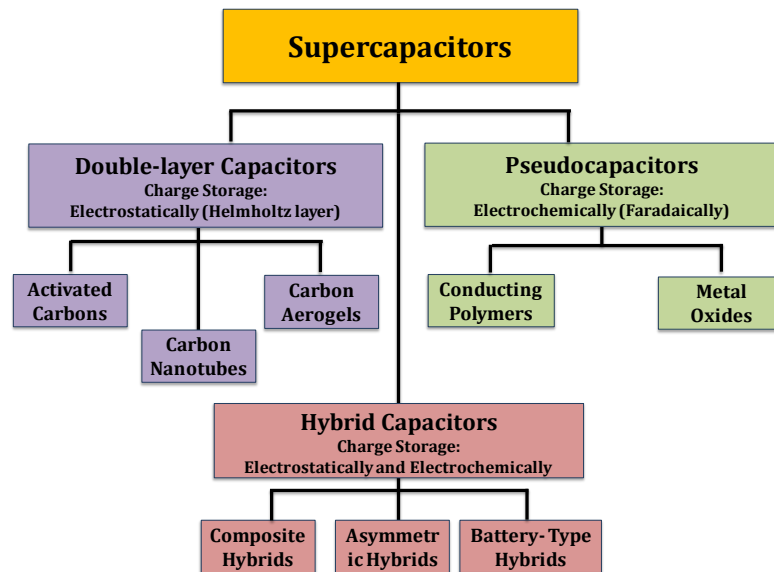 Supercapacitors
Double-layer Capacitors
Charge Storage:
Electrostatically (Helmholtz layer)
Pseudocapacitors
Charge Storage:
Electrochemically (Faradaically)
Activated
Carbons
Carbon
Nanotubes
Carbon
Aerogels
Conducting
Polymers
Metal
Oxides
Hybrid Capacitors
Charge Storage:
Electrostatically and Electrochemically
Composite
Hybrids
Asymmetr
ic Hybrids
Battery-Type
Hybrids